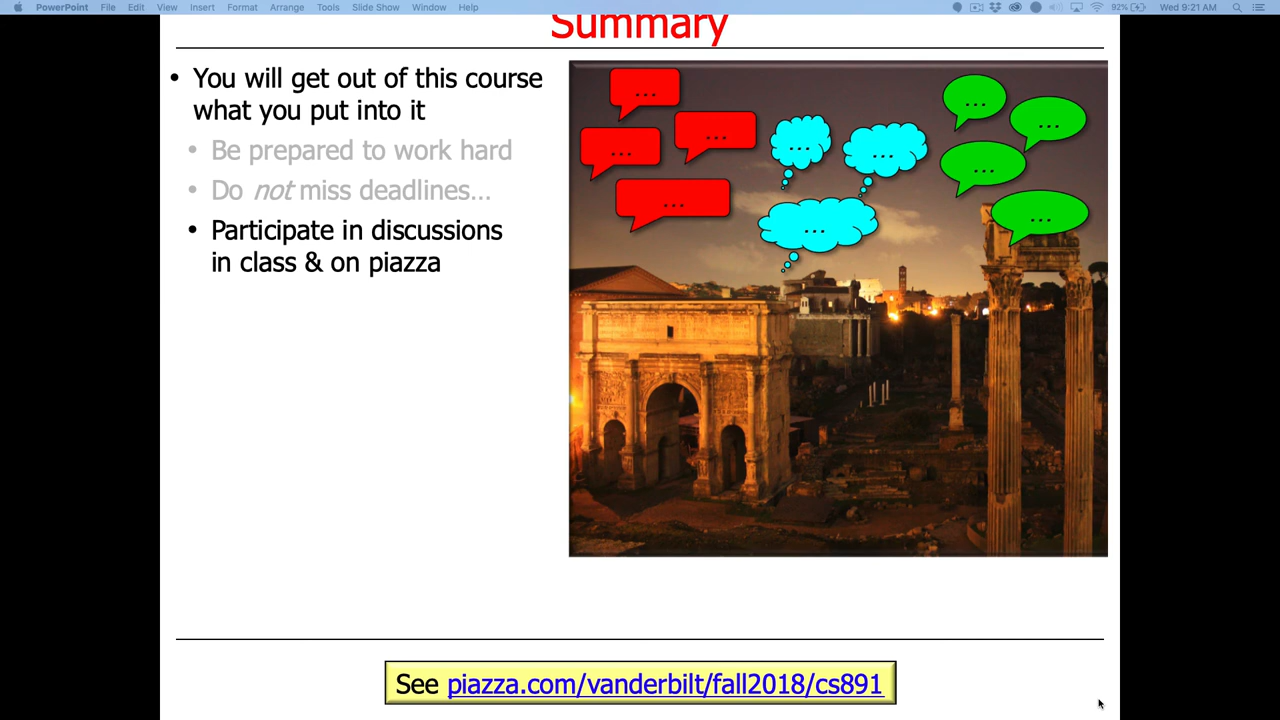 PowerPoint File Edit View Insert Format Arrange Tools Slide Show Window Help 92% Wed 9:21 AM
Summary
• You will get out of this course
what you put into it
• Be prepared to work hard
• Do not miss deadlines...
• Participate in discussions
in class & on piazza
...
...
...
...
...
...
...
...
...
...
...
See piazza.com/vanderbilt/fall2018/cs891